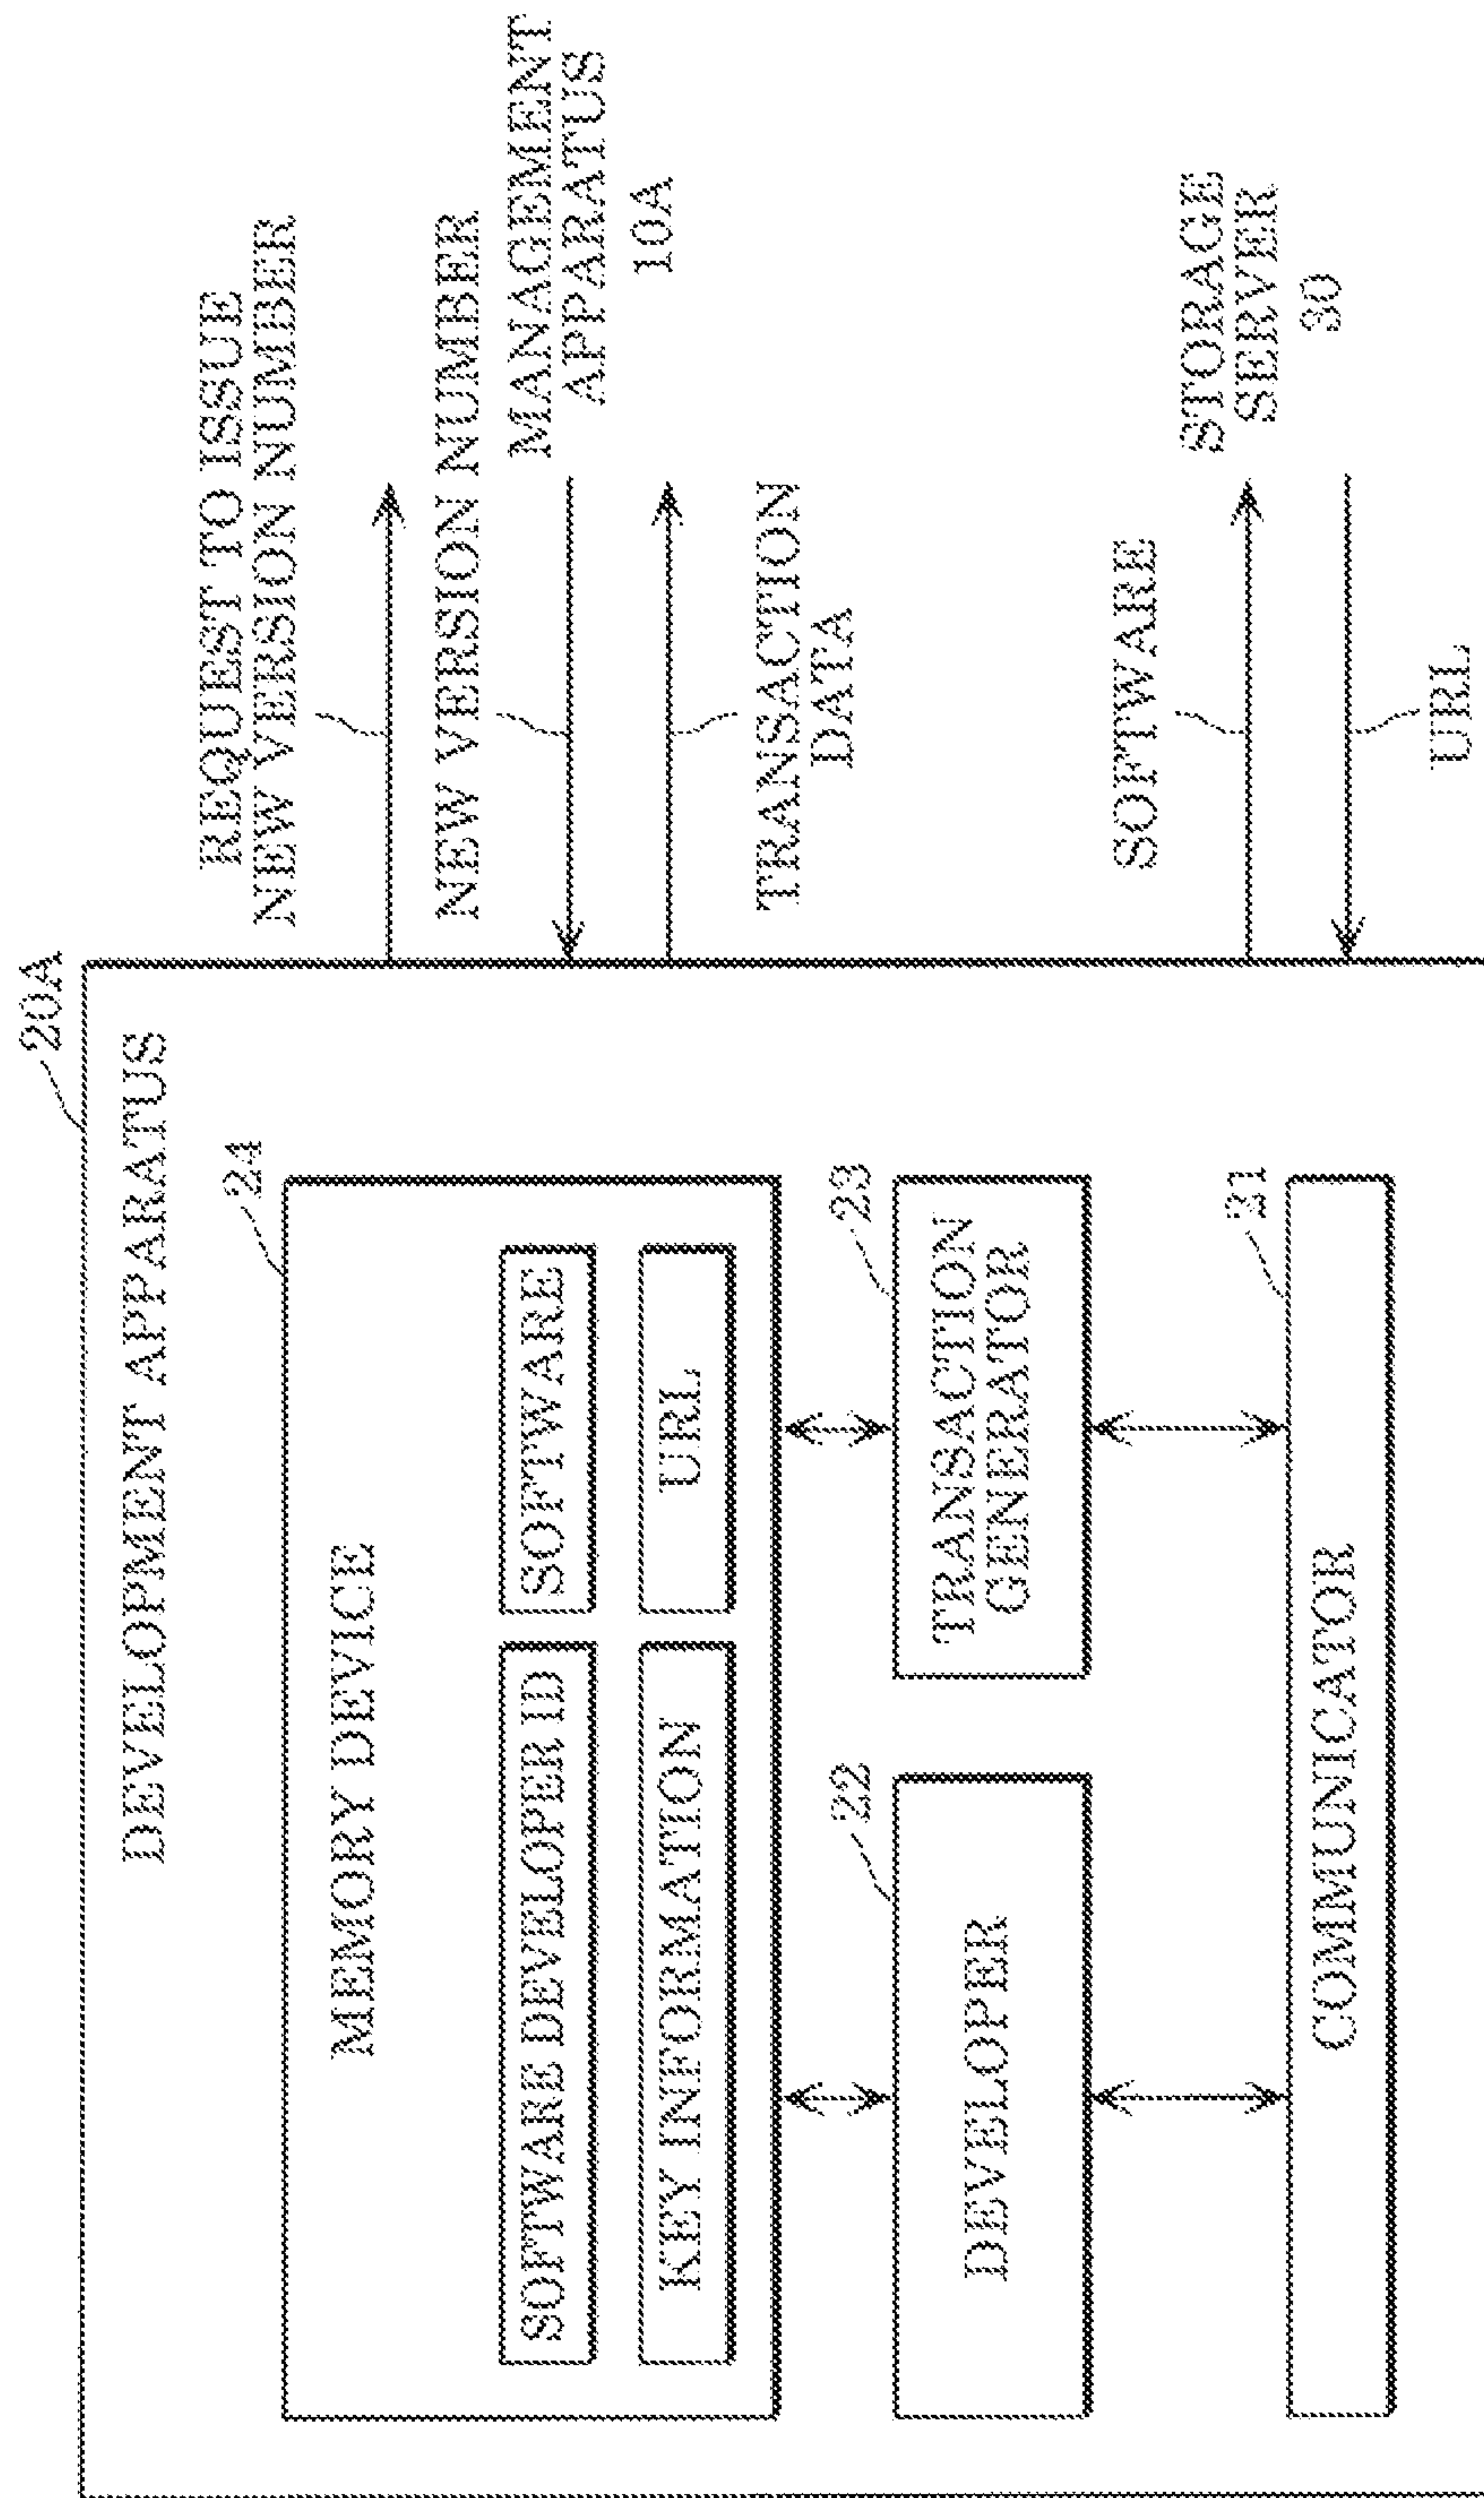 20A
DEVELOPMENT APPARATUS
24
MEMORY DEVICE
SOFTWARE DEVELOPER ID
SOFTWARE
KEY INFORMATION
URL
22
DEVELOPER
23
TRANSACTION
GENERATOR
21
COMMUNICATOR
REQUEST TO ISSUE
NEW VERSION NUMBER
NEW VERSION NUMBER
MANAGEMENT
APPARATUS
10A
TRANSACTION
DATA
SOFTWARE
STORAGE
SERVER
30
URL